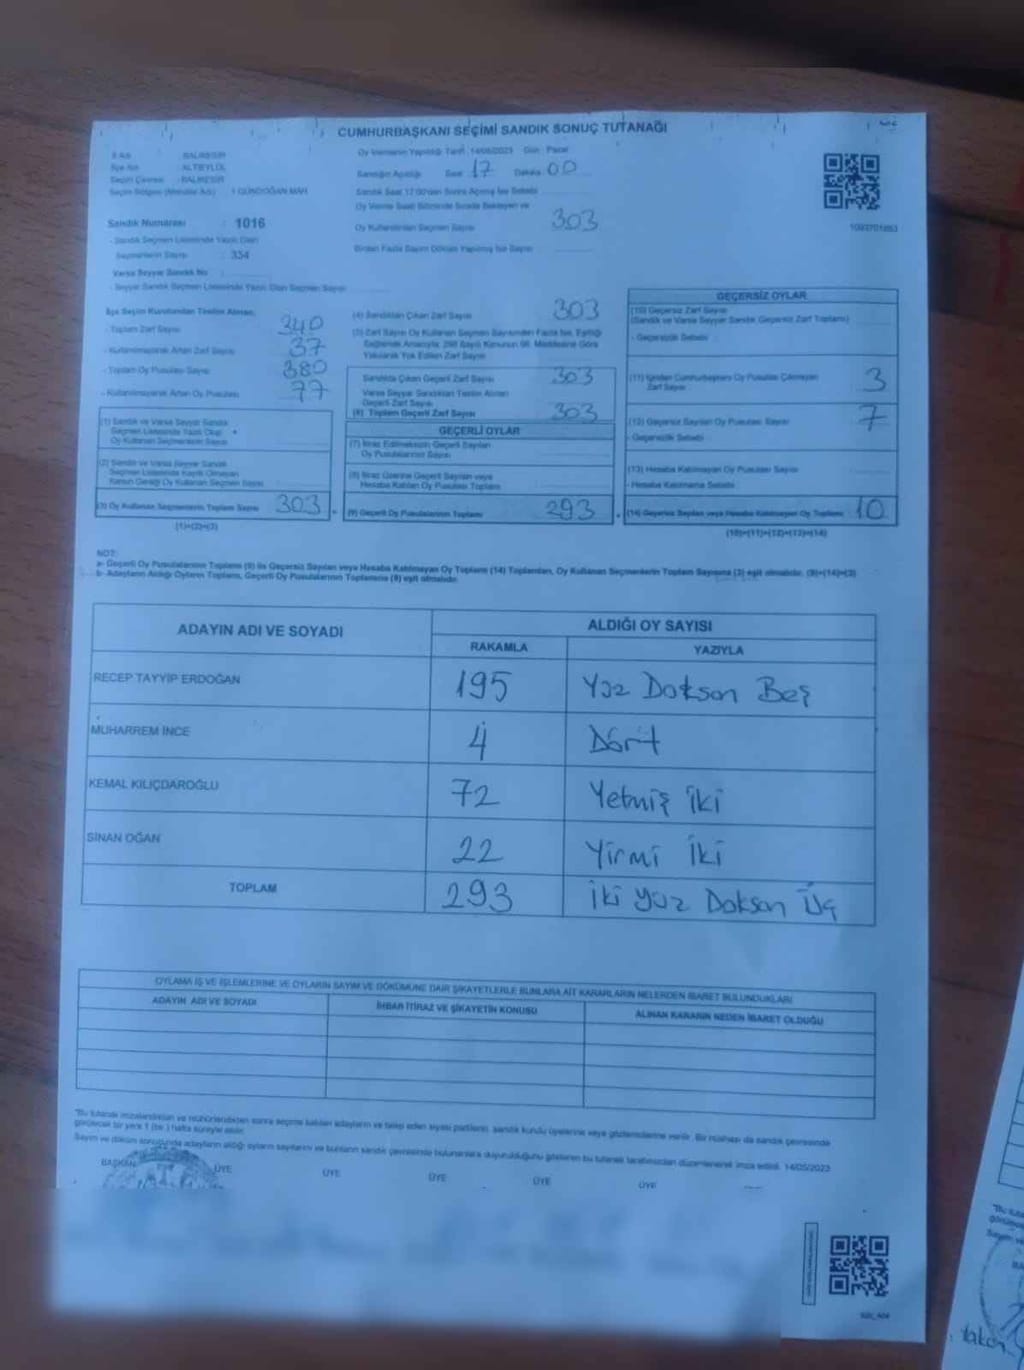 CUMHURBAŞKANI SEÇİMİ SANDIK SONUÇ TUTANAĞI
İl Adı : BALIKESİR
İlçe Adı : ALTIEYLÜL
Seçim Çevresi : BALIKESİR
Seçim Bölgesi (Mahalle Adı) : GÜNDOĞAN MAH
Sandık Numarası : 1016
- Sandık Seçmen Listesinde Yazılı Olan
Seçmenlerin Sayısı : 334
Varsa Seyyar Sandık No
- Seyyar Sandık Seçmen Listesinde Yazılı Olan Seçmen Sayısı
Oy Vermenin Yapıldığı Tarih 14/05/2023 Gün Pazar
Sandığın Açıldığı Saat 17 Dakika 00
Sandık Saat 17.00'den Sonra Açılmış İse Sebebi
Oy Verme Saati Bitiminde Sırada Bekleyen ve
Oy Kullandırılan Seçmen Sayısı 303
Birden Fazla Sayım Döküm Yapılmış İse Sayısı
İlçe Seçim Kurulundan Teslim Alınan;
- Toplam Zarf Sayısı 340
- Kullanılmayarak Artan Zarf Sayısı 37
- Toplam Oy Pusulası Sayısı 380
- Kullanılmayarak Artan Oy Pusulası 77
(1) Sandık ve Varsa Seyyar Sandık
Seçmen Listesinde Yazılı Olup
Oy Kullanan Seçmenlerin Sayısı
(2) Sandık ve Varsa Seyyar Sandık
Seçmen Listesinde Kayıtlı Olmayan
Kanun Gereği Oy Kullanan Seçmen Sayısı
(3) Oy Kullanan Seçmenlerin Toplam Sayısı 303
(1)+(2)=(3)
(4) Sandıktan Çıkan Zarf Sayısı 303
(5) Zarf Sayısı Oy Kullanan Seçmen Sayısından Fazla İse, Eşitliği
Sağlamak Amacıyla, 298 Sayılı Kanunun 98. Maddesine Göre
Yakılarak Yok Edilen Zarf Sayısı
Sandıkta Çıkan Geçerli Zarf Sayısı 303
Varsa Seyyar Sandıktan Teslim Alınan
Geçerli Zarf Sayısı
(6) Toplam Geçerli Zarf Sayısı 303
GEÇERLİ OYLAR
(7) İtiraz Edilmeksizin Geçerli Sayılan
Oy Pusulalarının Sayısı
(8) İtiraz Üzerine Geçerli Sayılan veya
Hesaba Katılan Oy Pusulası Toplamı
(9) Geçerli Oy Pusulalarının Toplamı 293
GEÇERSİZ OYLAR
(10) Geçersiz Zarf Sayısı
(Sandık ve Varsa Seyyar Sandık Geçersiz Zarf Toplamı)
- Geçersizlik Sebebi
(11) İçinden Cumhurbaşkanı Oy Pusulası Çıkmayan
Zarf Sayısı 3
(12) Geçersiz Sayılan Oy Pusulası Sayısı 7
- Geçersizlik Sebebi
(13) Hesaba Katılmayan Oy Pusulası Sayısı
- Hesaba Katılmama Sebebi
(14) Geçersiz Sayılan veya Hesaba Katılmayan Oy Toplamı 10
(10)+(11)+(12)+(13)=(14)
NOT:
a- Geçerli Oy Pusulalarının Toplamı (9) ile Geçersiz Sayılan veya Hesaba Katılmayan Oy Toplamı (14) Toplamları, Oy Kullanan Seçmenlerin Toplam Sayısına (3) eşit olmalıdır. (9)+(14)=(3)
b- Adayların Aldığı Oyların Toplamı, Geçerli Oy Pusulalarının Toplamına (9) eşit olmalıdır.
ADAYIN ADI VE SOYADI
ALDIĞI OY SAYISI
RAKAMLA YAZIYLA
RECEP TAYYİP ERDOĞAN 195 Yüz Doksan Beş
MUHARREM İNCE 4 Dört
KEMAL KILIÇDAROĞLU 72 Yetmiş iki
SİNAN OĞAN 22 Yirmi İki
TOPLAM 293 İki yüz Doksan Üç
OYLAMA İŞ VE İŞLEMLERİNE VE OYLARIN SAYIM VE DÖKÜMÜNE DAİR ŞİKAYETLERLE BUNLARA AİT KARARLARIN NELERDEN İBARET BULUNDUKLARI
ADAYIN ADI VE SOYADI İHBAR İTİRAZ VE ŞİKAYETİN KONUSU ALINAN KARARIN NEDEN İBARET OLDUĞU
"Bu tutanak imzalandıktan ve mühürlendikten sonra seçime katılan adayların ve talep eden siyasi partilerin, sandık kurulu üyelerine veya gözlemcilerine verilir. Bir nüshası da sandık çevresinde
görülecek bir yere 1 (bir) hafta süreyle asılır.
Sayım ve döküm sonucunda adayların aldığı oyların sayılarını ve bunların sandık çevresinde bulunanlara duyurulduğunu gösteren bu tutanak tarafımızdan düzenlenerek imza edildi. 14/05/2023
BAŞKAN ÜYE ÜYE ÜYE ÜYE ÜYE